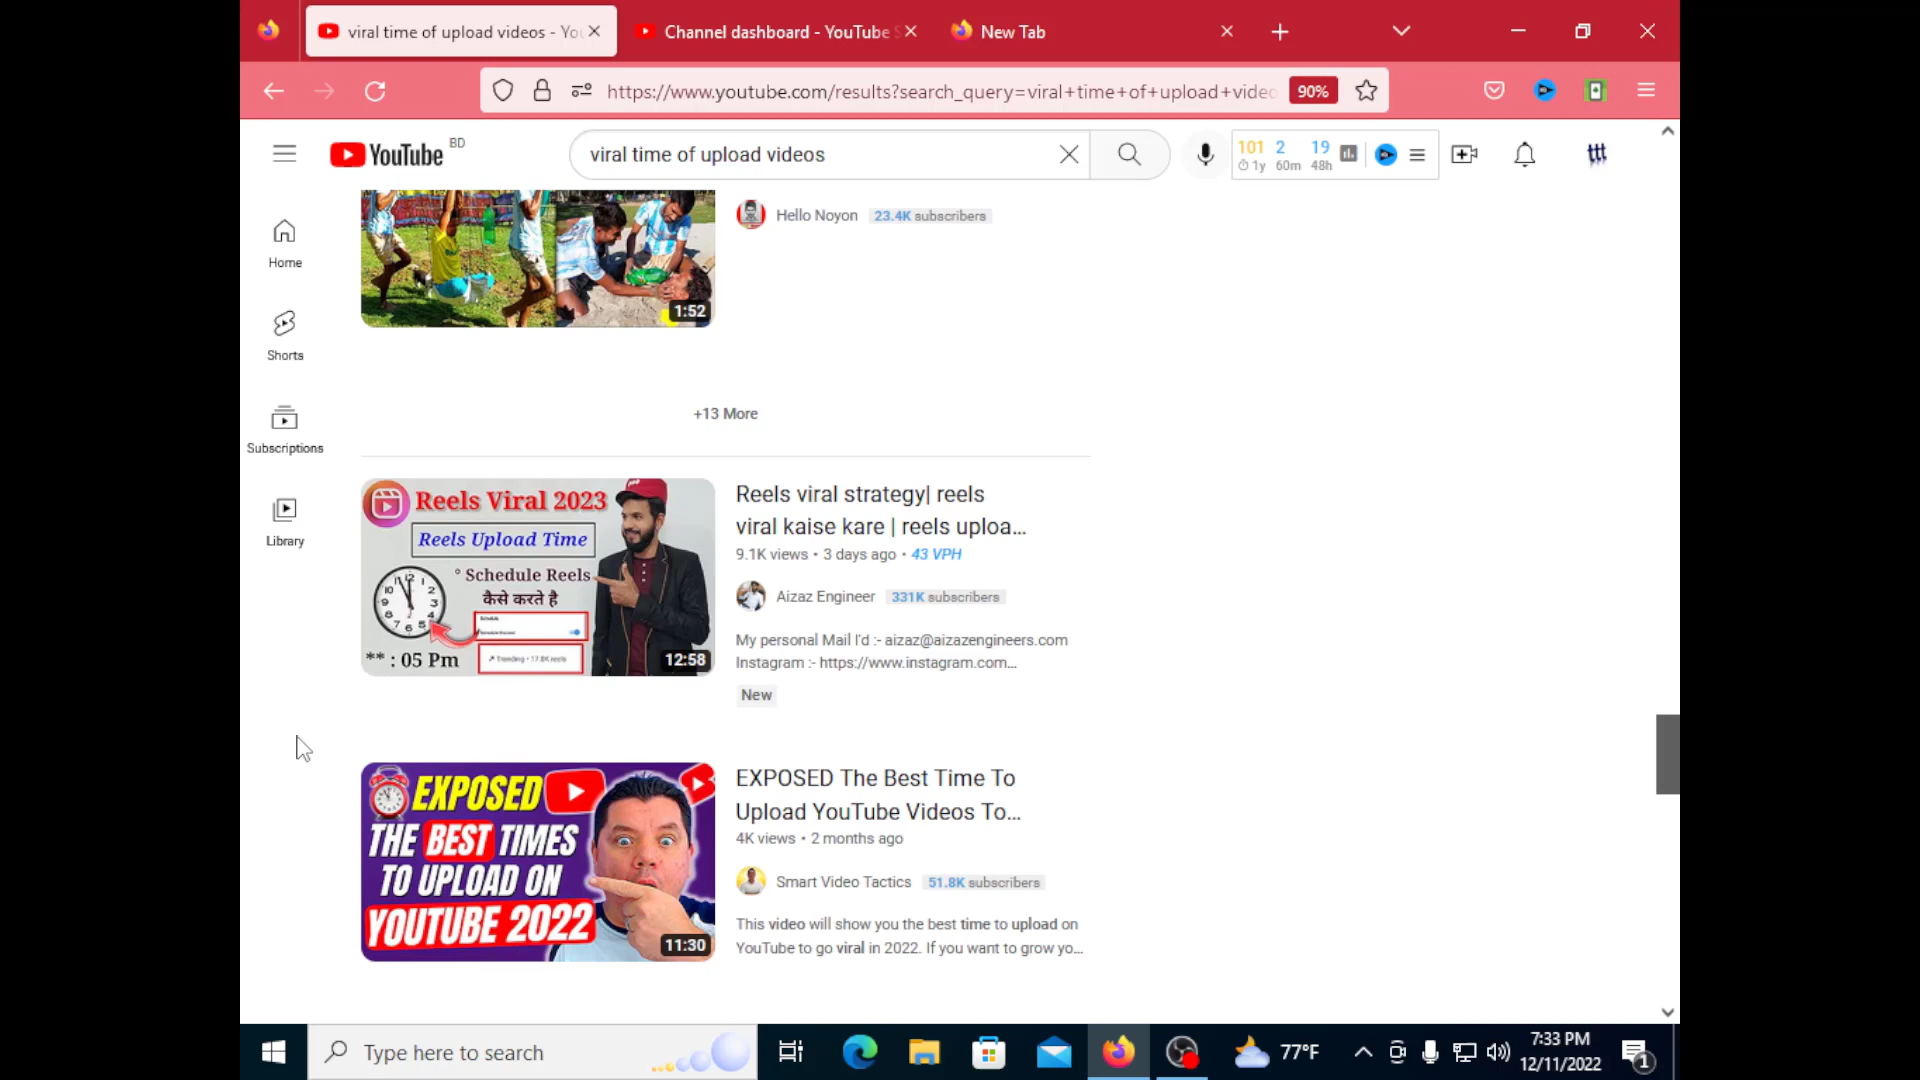 viral time of upload videos - You
Channel dashboard - YouTube S
New Tab
https://www.youtube.com/results?search_query=viral+time+of+upload+video
90%
YouTube
BD
viral time of upload videos
101 2 19
1y 60m 48h
Home
Shorts
Subscriptions
Library
1:52
Hello Noyon 23.4K subscribers
+13 More
Reels Viral 2023
Reels Upload Time
° Schedule Reels
कैसे करते है
Schedule
** : 05 Pm
Trending • 17.8K reels
12:58
Reels viral strategy| reels
viral kaise kare | reels uploa...
9.1K views • 3 days ago • 43 VPH
Aizaz Engineer 331K subscribers
My personal Mail I'd :- aizaz@aizazengineers.com
Instagram :- https://www.instagram.com...
New
EXPOSED
THE BEST TIMES
TO UPLOAD ON
YOUTUBE 2022
11:30
EXPOSED The Best Time To
Upload YouTube Videos To...
4K views • 2 months ago
Smart Video Tactics 51.8K subscribers
This video will show you the best time to upload on
YouTube to go viral in 2022. If you want to grow yo...
Type here to search
77°F
7:33 PM
12/11/2022
1